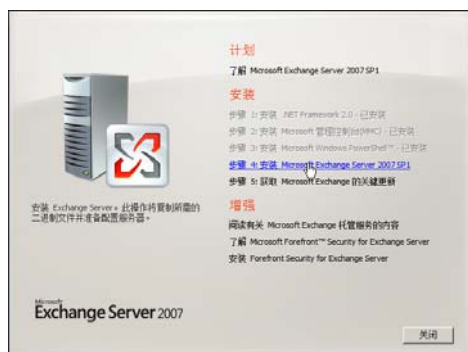 计划
了解 Microsoft Exchange Server 2007 SP1
安装
步骤 1: 安装 .NET Framework 2.0 - 已安装
步骤 2: 安装 Microsoft 管理控制台(MMC) - 已安装
步骤 3: 安装 Microsoft Windows PowerShell™ - 已安装
步骤 4: 安装 Microsoft Exchange Server 2007 SP1
步骤 5: 获取 Microsoft Exchange 的关键更新
增强
阅读有关 Microsoft Exchange 托管服务的内容
了解 Microsoft Forefront™ Security for Exchange Server
安装 Forefront Security for Exchange Server
安装 Exchange Server。此操作将复制所需的
二进制文件并准备配置服务器。
Microsoft
Exchange Server 2007
关闭